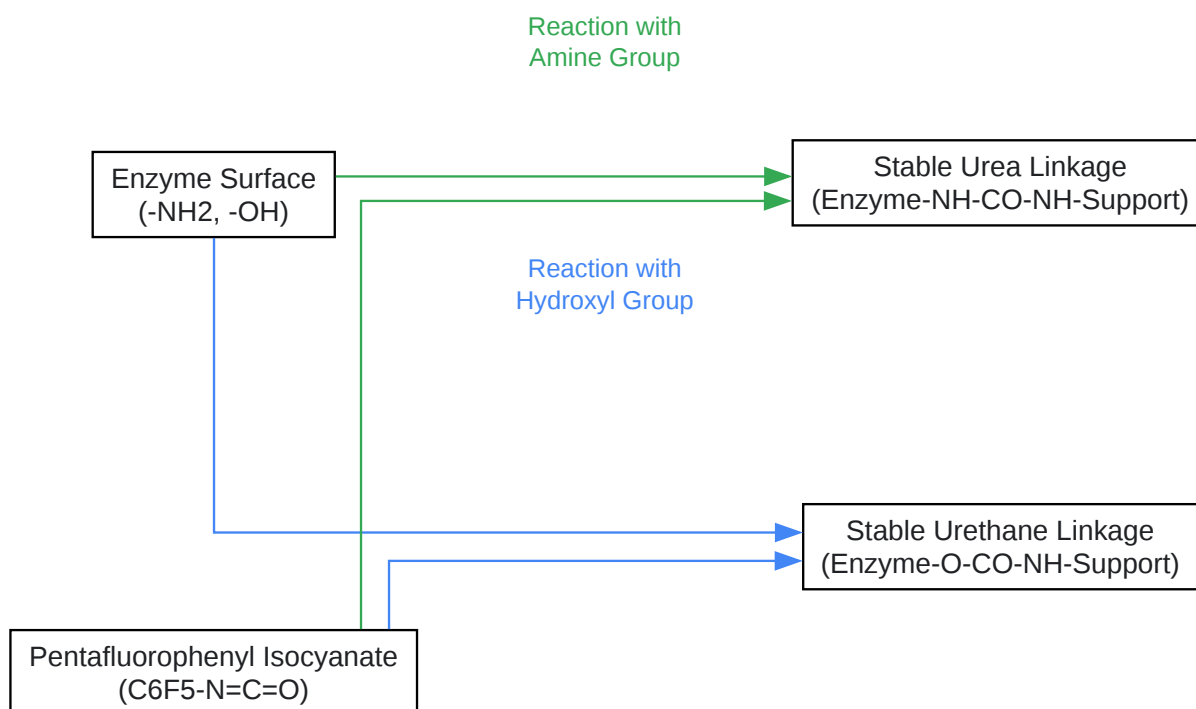 Reaction with
Amine Group
Enzyme Surface
(-NH2, -OH)
Stable Urea Linkage
(Enzyme-NH-CO-NH-Support)
Reaction with
Hydroxyl Group
Stable Urethane Linkage
(Enzyme-O-CO-NH-Support)
Pentafluorophenyl Isocyanate
(C6F5-N=C=O)